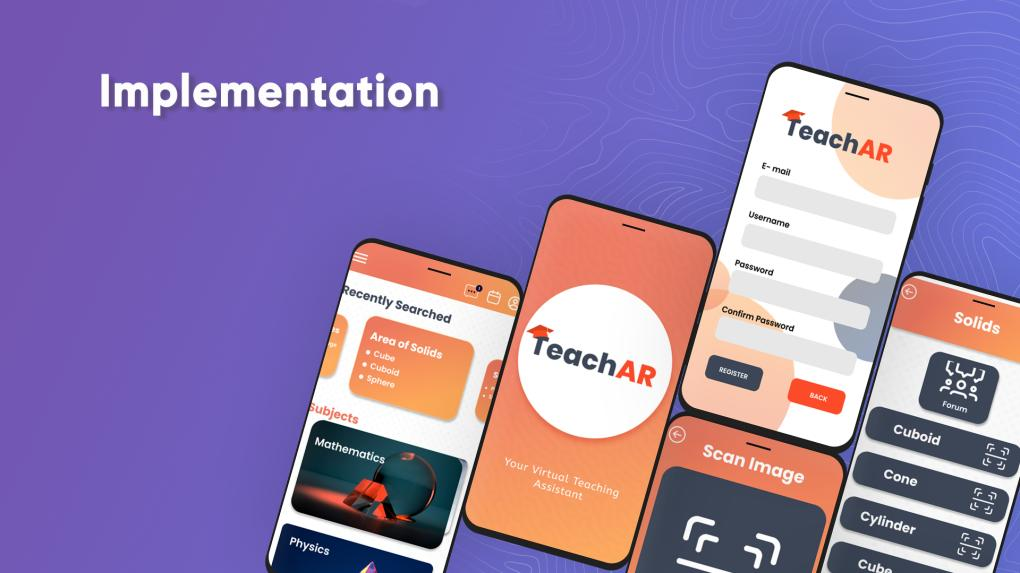 Implementation
Recently Searched
Area of Solids
Cube
Cuboid
Sphere
Subjects
Mathematics
Physics
TeachAR
Your Virtual Teaching
Assistant
TeachAR
E- mail
Username
Password
Confirm Password
REGISTER
BACK
Scan Image
Solids
Forum
Cuboid
Cone
Cylinder
Cube